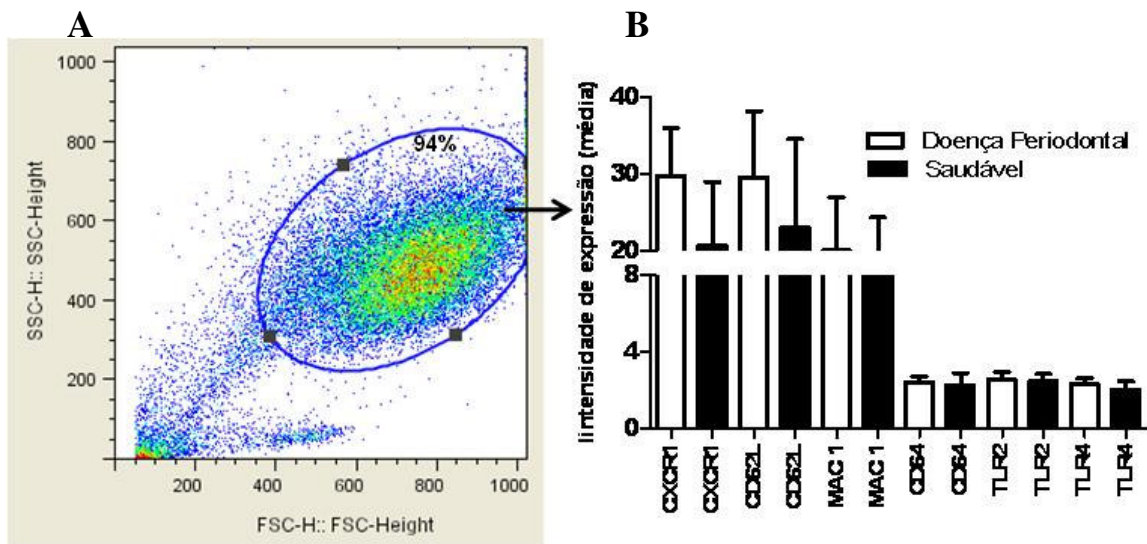 A
B
1000
800
600
400
200
94%
SSC-H:: SSC-Height
200 400 600 800 1000
FSC-H:: FSC-Height
Iintensidade de expressão (média)
40
30
20
8
4
0
Doença Periodontal
Saudável
CXCR1 CXCR1 CD62L CD62L MAC 1 MAC 1 CD64 CD64 TLR2 TLR2 TLR4 TLR4